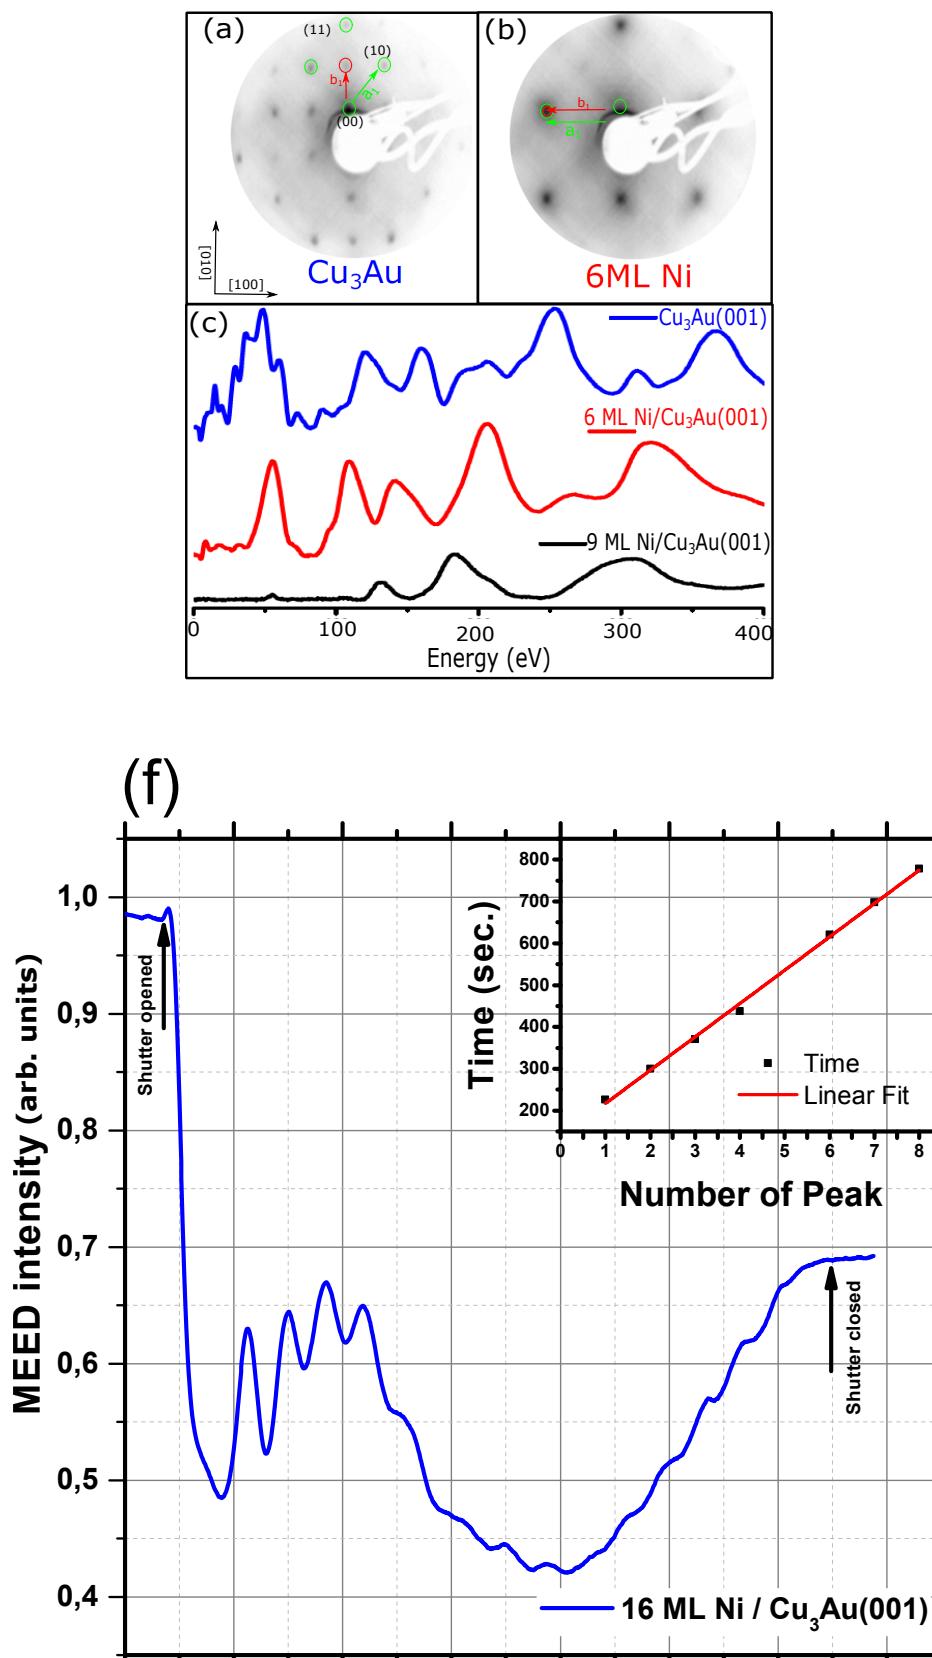 (a)
(11)
(10)
b₁
a₁
(00)
[010]
[100]
Cu₃Au
(b)
b₁
a₁
6ML Ni
(c)
Cu₃Au(001)
6 ML Ni/Cu₃Au(001)
9 ML Ni/Cu₃Au(001)
0 100 200 300 400
Energy (eV)
(f)
MEED intensity (arb. units)
1,0
0,9
0,8
0,7
0,6
0,5
0,4
Shutter opened
Time (sec.)
800
700
600
500
400
300
200
Time
Linear Fit
0 1 2 3 4 5 6 7 8
Number of Peak
Shutter closed
16 ML Ni / Cu₃Au(001)